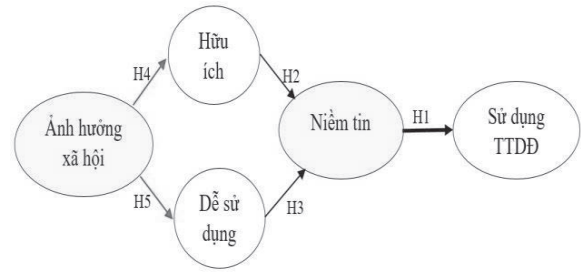 Hữu
ích
H4
H2
Ảnh hưởng
xã hội
Niềm tin
H1
Sử dụng
TTDĐ
H5
Dễ sử
dụng
H3